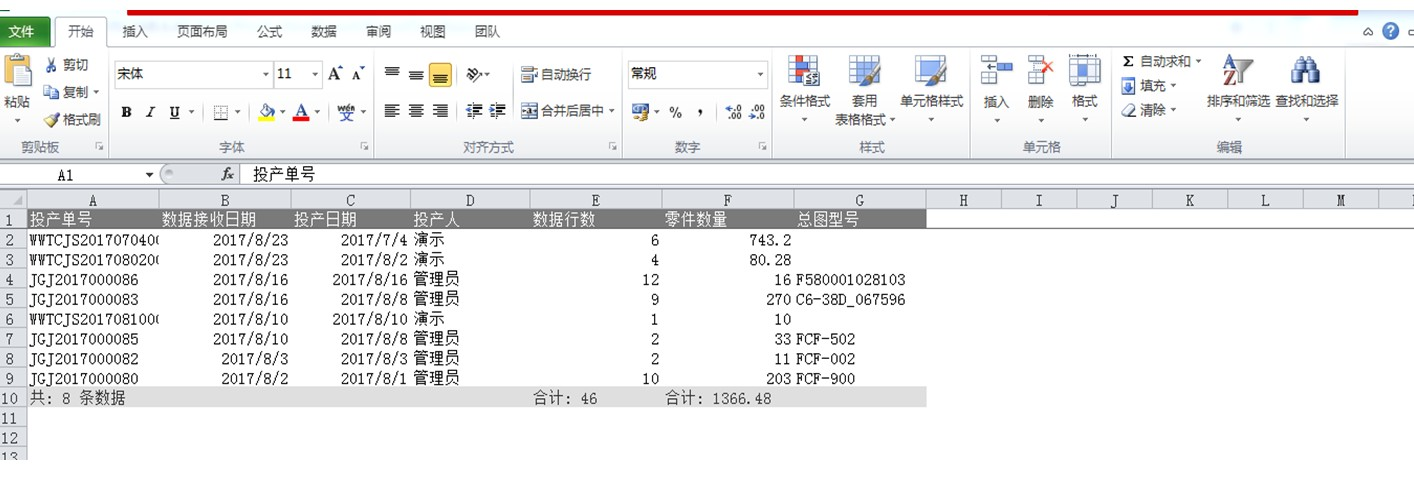 文件 开始 插入 页面布局 公式 数据 审阅 视图 团队
剪切 宋体 11 A A 自动换行 常规 Σ 自动求和
粘贴 复制 条件格式 套用 单元格样式 插入 删除 格式 填充 排序和筛选 查找和选择
格式刷 B I U A wén 文 合并后居中 % , .00 .00 表格格式 清除
剪贴板 字体 对齐方式 数字 样式 单元格 编辑
A1 fx 投产单号
A B C D E F G H I J K L M
1 投产单号 数据接收日期 投产日期 投产人 数据行数 零件数量 总图型号
2 WWTCJS2017070400 2017/8/23 2017/7/4 演示 6 743.2
3 WWTCJS2017080200 2017/8/23 2017/8/2 演示 4 80.28
4 JGJ2017000086 2017/8/16 2017/8/16 管理员 12 16 F580001028103
5 JGJ2017000083 2017/8/16 2017/8/8 管理员 9 270 C6-38D_067596
6 WWTCJS2017081000 2017/8/10 2017/8/10 演示 1 10
7 JGJ2017000085 2017/8/10 2017/8/8 管理员 2 33 FCF-502
8 JGJ2017000082 2017/8/3 2017/8/3 管理员 2 11 FCF-002
9 JGJ2017000080 2017/8/2 2017/8/1 管理员 10 203 FCF-900
10 共: 8 条数据 合计: 46 合计: 1366.48
11
12
13